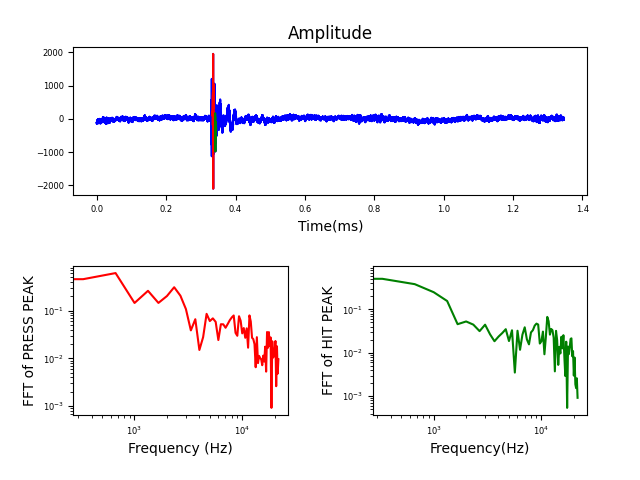 Amplitude
2000
1000
0
−1000
−2000
0.0 0.2 0.4 0.6 0.8 1.0 1.2 1.4
Time(ms)
FFT of PRESS PEAK
10⁻¹
10⁻²
10⁻³
10³ 10⁴
Frequency (Hz)
FFT of HIT PEAK
10⁻¹
10⁻²
10⁻³
10³ 10⁴
Frequency(Hz)